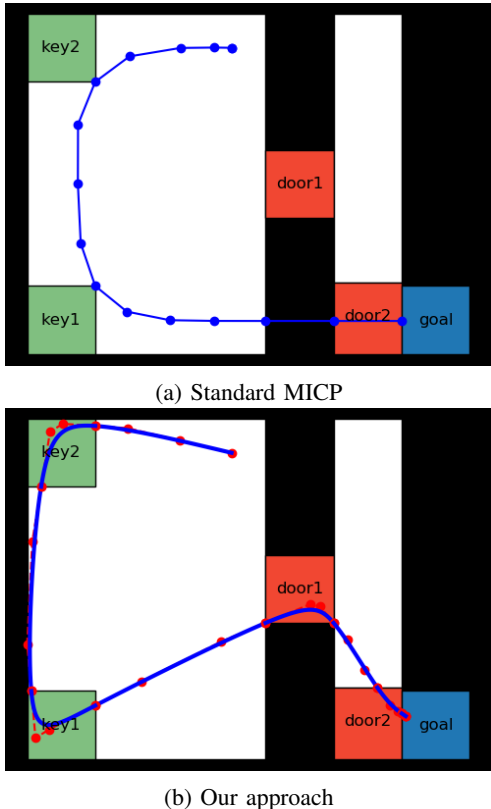 key2
door1
key1
door2
goal
(a) Standard MICP
key2
door1
key1
door2
goal
(b) Our approach